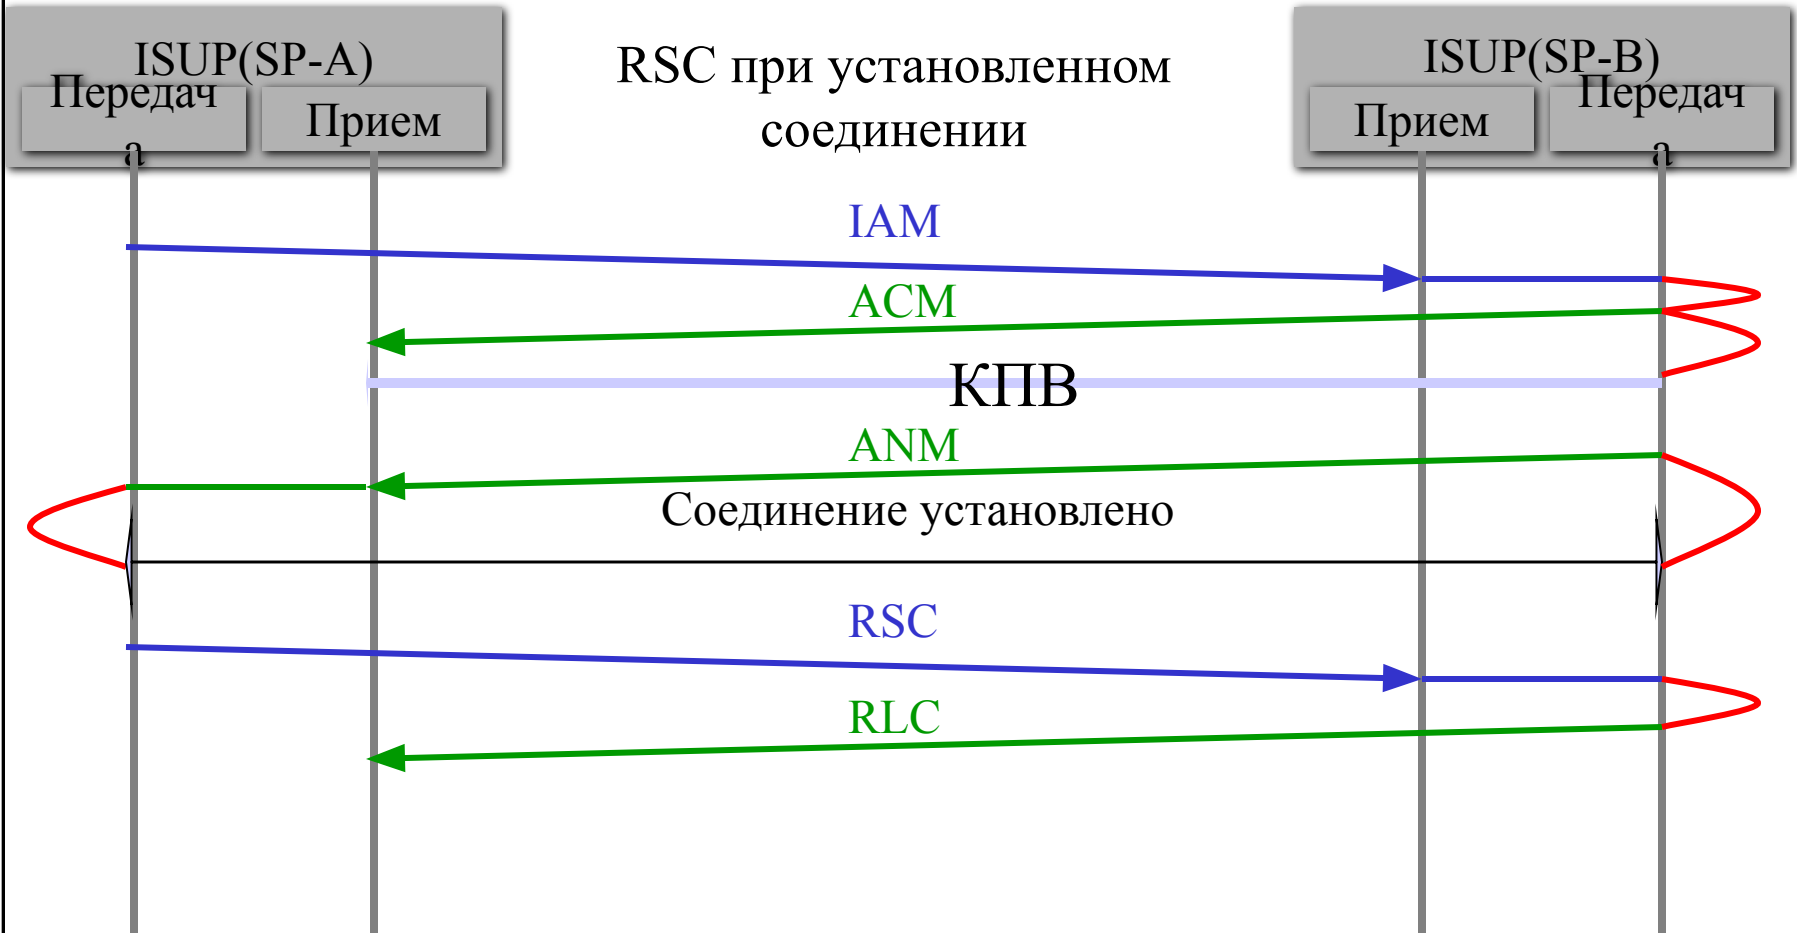 ISUP(SP-A)
Передач
а
Прием
RSC при установленном
соединении
ISUP(SP-B)
Прием
Передач
а
IAM
ACM
КПВ
ANM
Соединение установлено
RSC
RLC